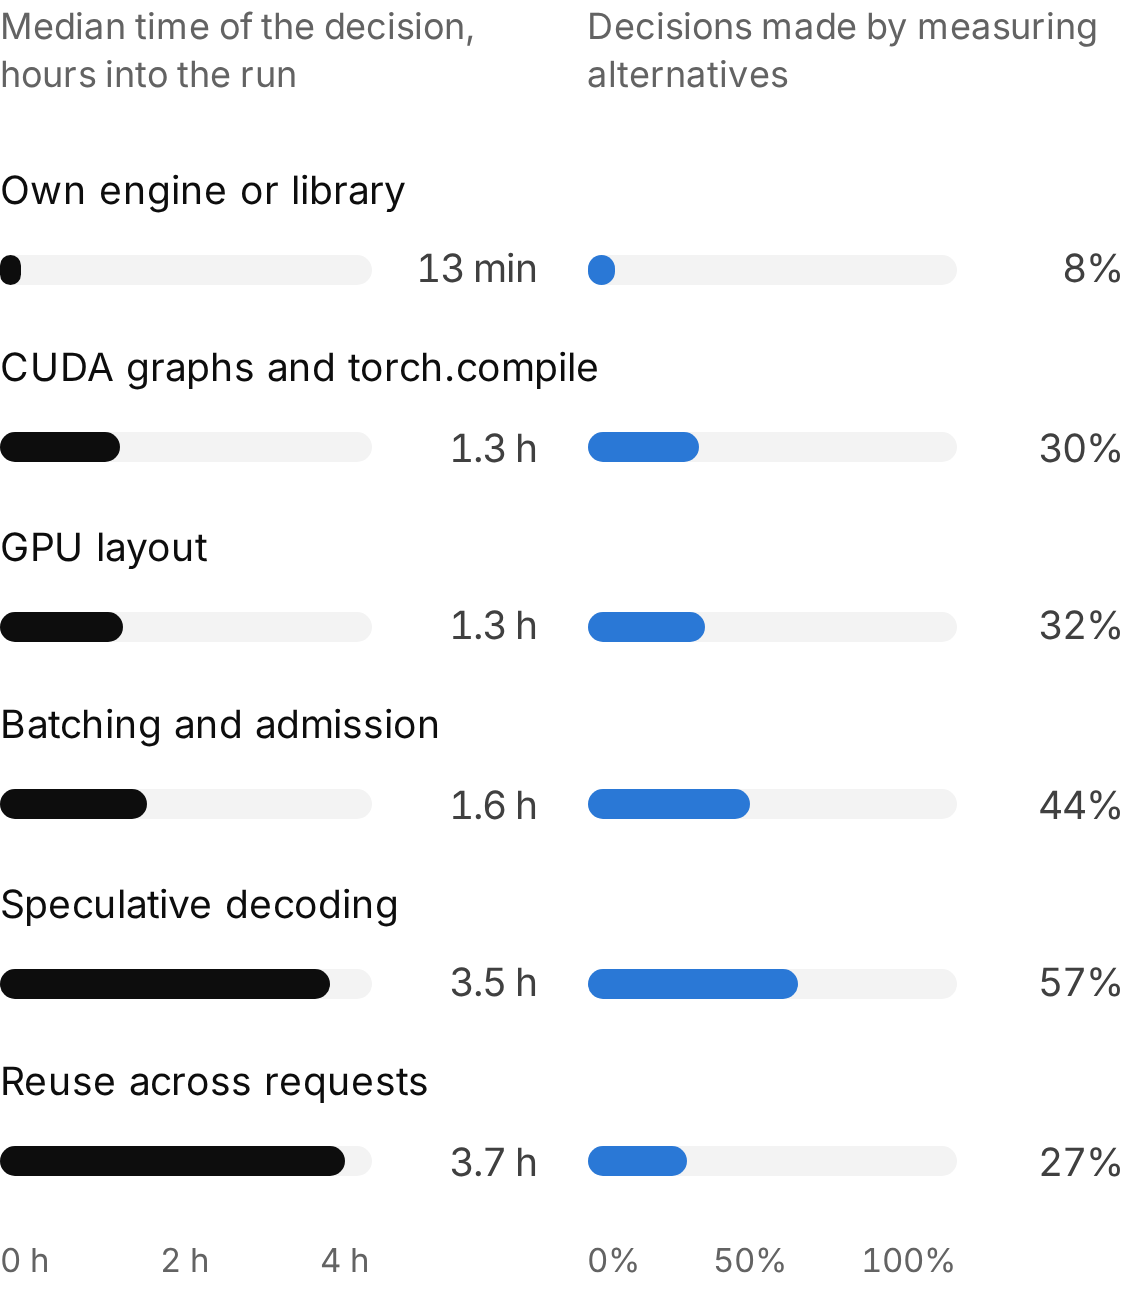 Median time of the decision,
hours into the run
Decisions made by measuring
alternatives
Own engine or library
13 min
8%
CUDA graphs and torch.compile
1.3 h
30%
GPU layout
1.3 h
32%
Batching and admission
1.6 h
44%
Speculative decoding
3.5 h
57%
Reuse across requests
3.7 h
27%
0 h 2 h 4 h
0% 50% 100%